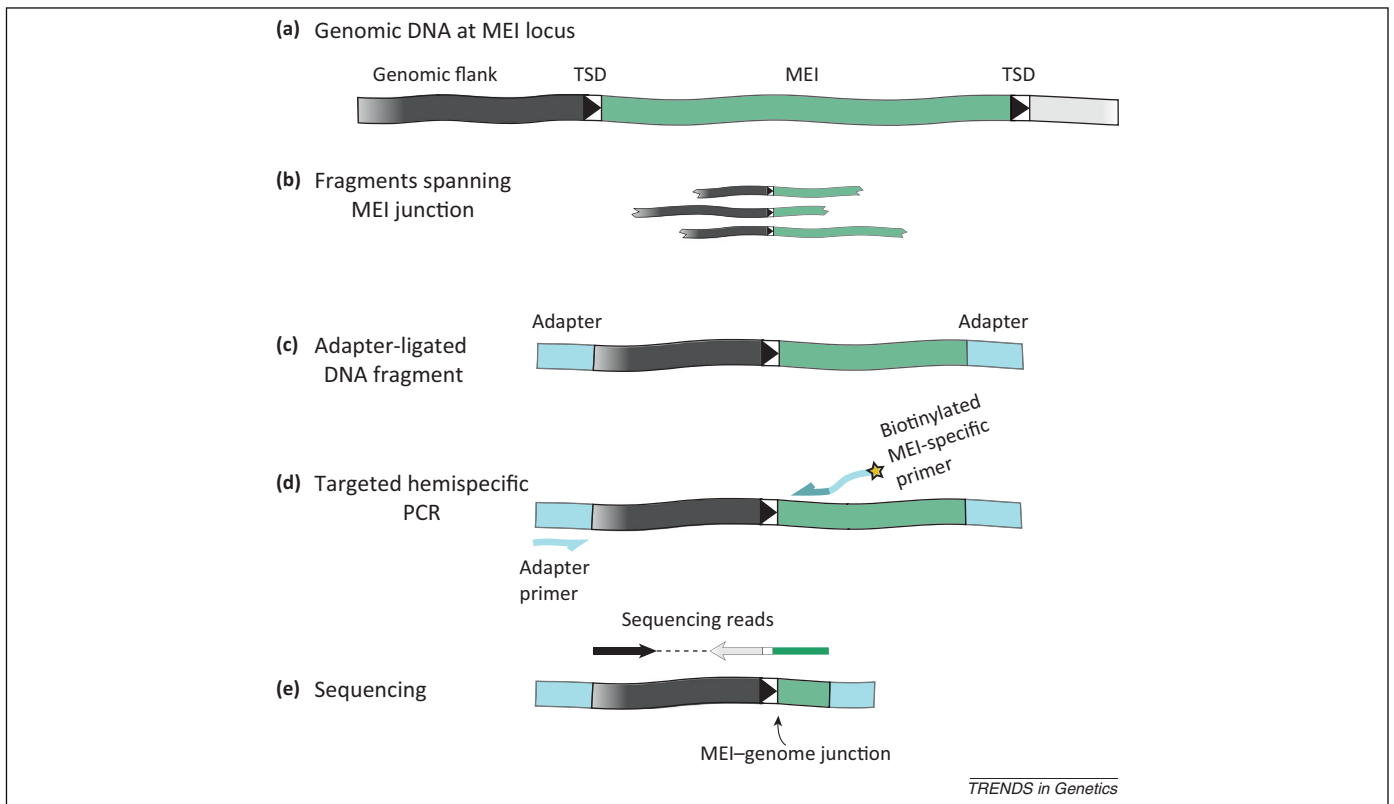 (a) Genomic DNA at MEI locus
Genomic flank TSD MEI TSD
(b) Fragments spanning
MEI junction
Adapter Adapter
(c) Adapter-ligated
DNA fragment
Biotinylated
MEI-specific
primer
(d) Targeted hemispecific
PCR
Adapter
primer
Sequencing reads
(e) Sequencing
MEI–genome junction
TRENDS in Genetics